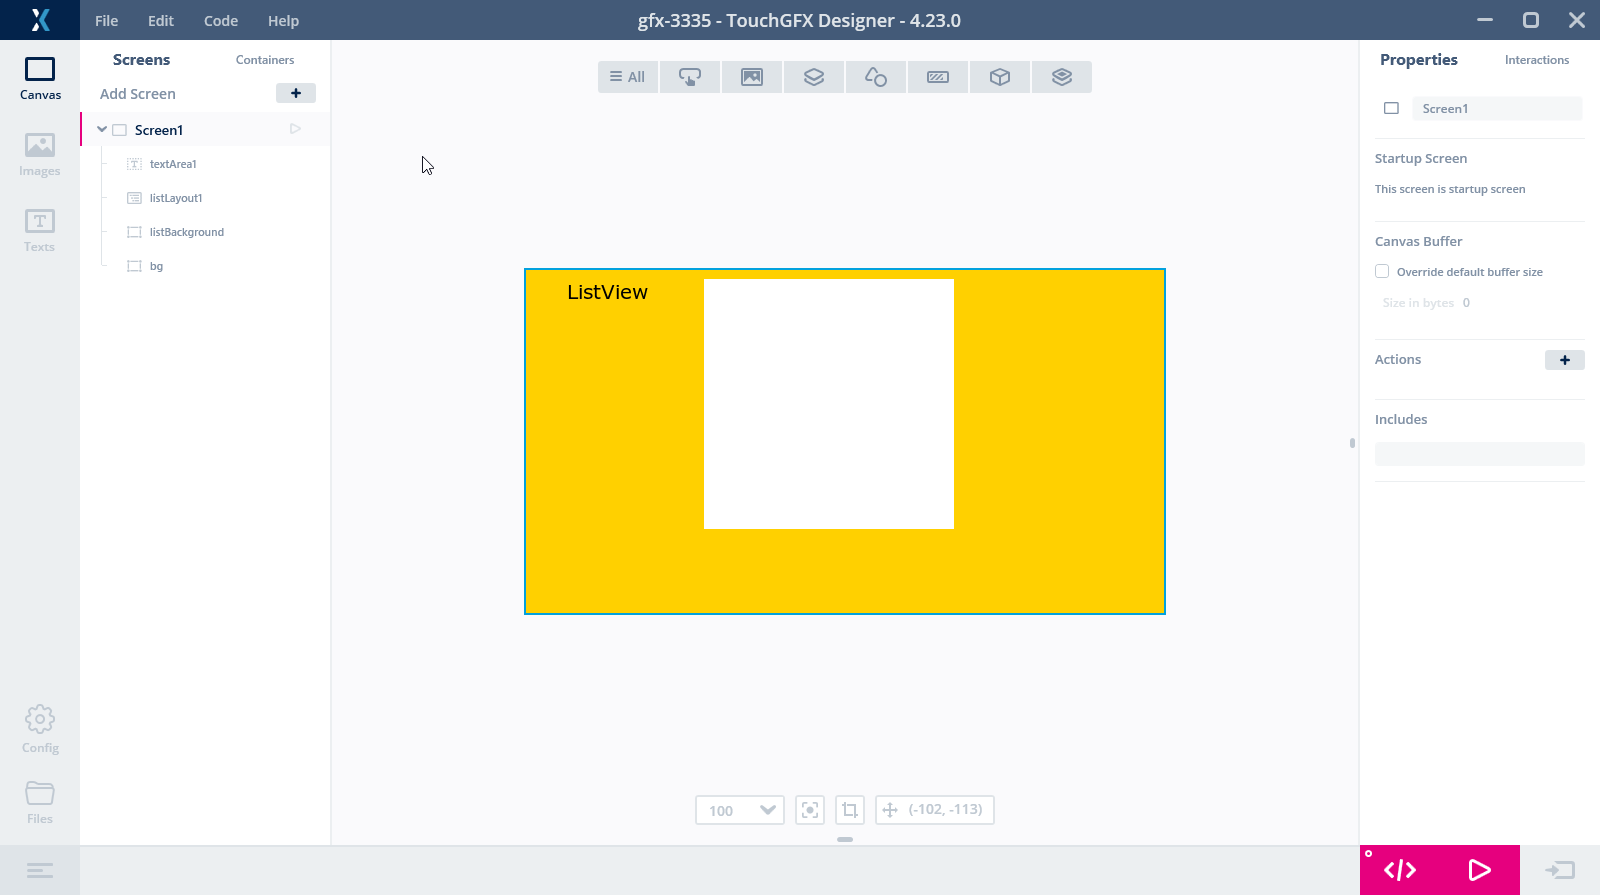 File Edit Code Help
gfx-3335 - TouchGFX Designer - 4.23.0
Canvas
Images
Texts
Config
Files
Screens Containers
Add Screen
Screen1
textArea1
listLayout1
listBackground
bg
All
ListView
100
(-102, -113)
Properties Interactions
Screen1
Startup Screen
This screen is startup screen
Canvas Buffer
Override default buffer size
Size in bytes 0
Actions
Includes